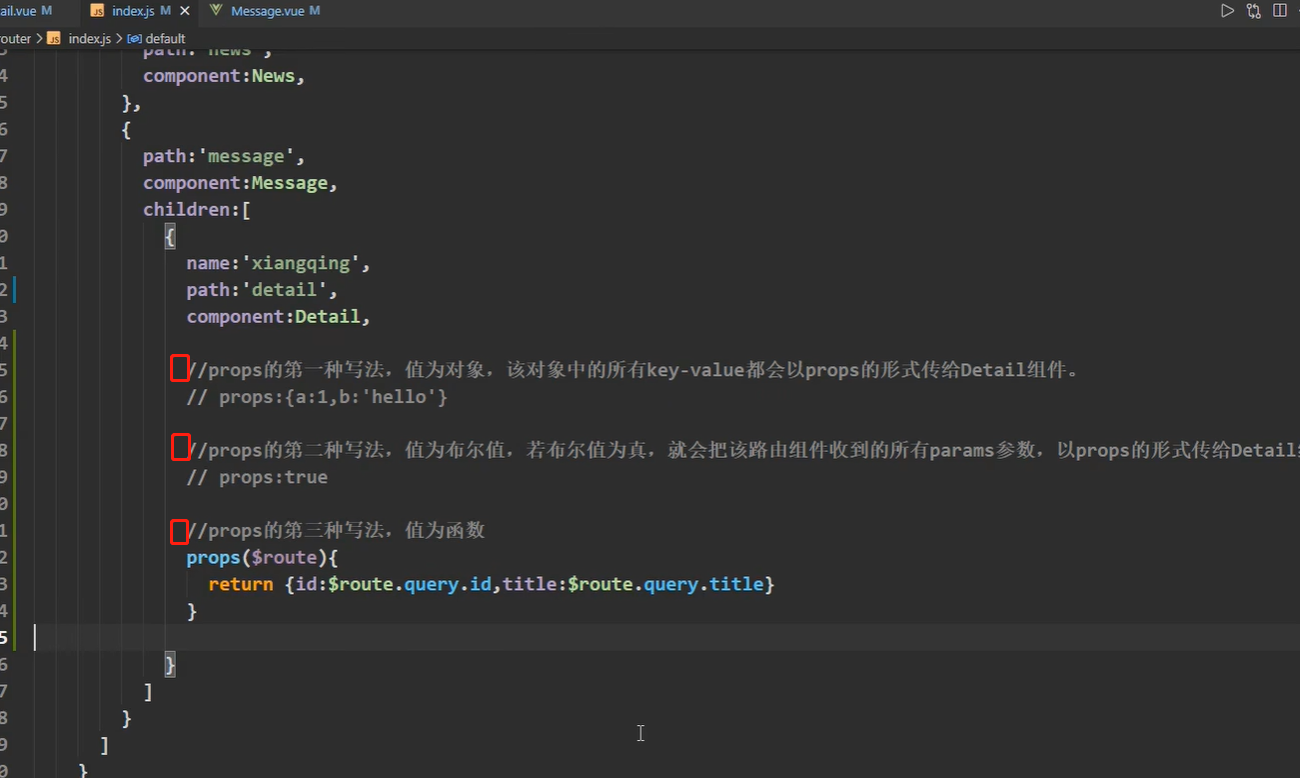 ail.vue M index.js M Message.vue M
outer > index.js > default
path:'news',
4 component:News,
5 },
6 {
7 path:'message',
8 component:Message,
9 children:[
0 {
1 name:'xiangqing',
2 path:'detail',
3 component:Detail,
4
5 //props的第一种写法，值为对象，该对象中的所有key-value都会以props的形式传给Detail组件。
6 // props:{a:1,b:'hello'}
7
8 //props的第二种写法，值为布尔值，若布尔值为真，就会把该路由组件收到的所有params参数，以props的形式传给Detail
9 // props:true
0
1 //props的第三种写法，值为函数
2 props($route){
3 return {id:$route.query.id,title:$route.query.title}
4 }
5
6 }
7 ]
8 }
9 ]
0 }